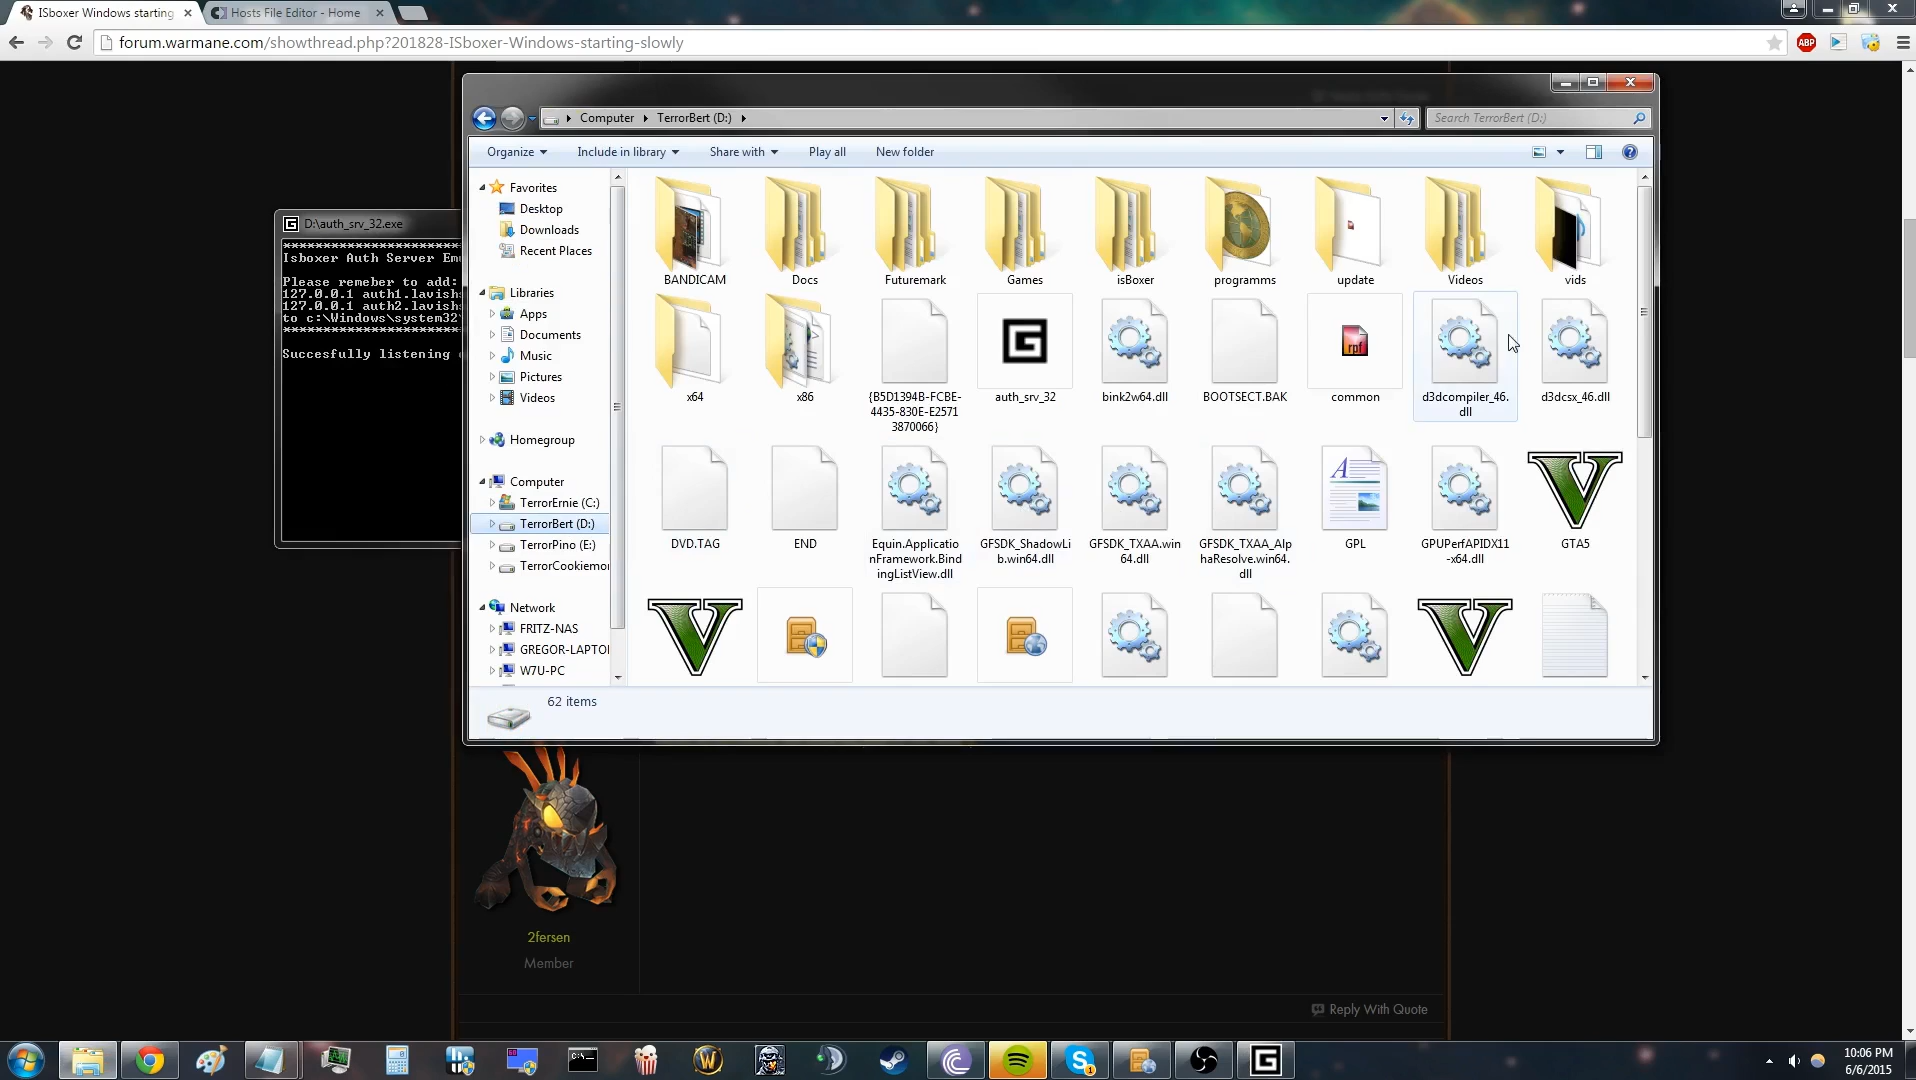 ISboxer Windows starting
Hosts File Editor - Home
forum.warmane.com/showthread.php?201828-ISboxer-Windows-starting-slowly
ABP
Computer
TerrorBert (D:)
Search TerrorBert (D:)
Organize
Include in library
Share with
Play all
New folder
Favorites
Desktop
Downloads
Recent Places
Libraries
Apps
Documents
Music
Pictures
Videos
Homegroup
Computer
TerrorErnie (C:)
TerrorBert (D:)
TerrorPino (E:)
TerrorCookiemo
Network
FRITZ-NAS
GREGOR-LAPTO
W7U-PC
BANDICAM
Docs
Futuremark
Games
isBoxer
programms
update
Videos
vids
x64
x86
{B5D1394B-FCBE-
4435-830E-E2571
3870066}
auth_srv_32
bink2w64.dll
BOOTSECT.BAK
rpf
common
d3dcompiler_46.
dll
d3dcsx_46.dll
DVD.TAG
END
Equin.Applicatio
nFramework.Bind
ingListView.dll
GFSDK_ShadowLi
b.win64.dll
GFSDK_TXAA.win
64.dll
GFSDK_TXAA_Alp
haResolve.win64.
dll
GPL
GPUPerfAPIDX11
-x64.dll
GTA5
62 items
D:\auth_srv_32.exe
*******************************
Isboxer Auth Server Em
Please remeber to add:
127.0.0.1 auth1.lavish
127.0.0.1 auth2.lavish
to c:\Windows\system32
*******************************
Succesfully listening
2fersen
Member
Reply With Quote
10:06 PM
6/6/2015